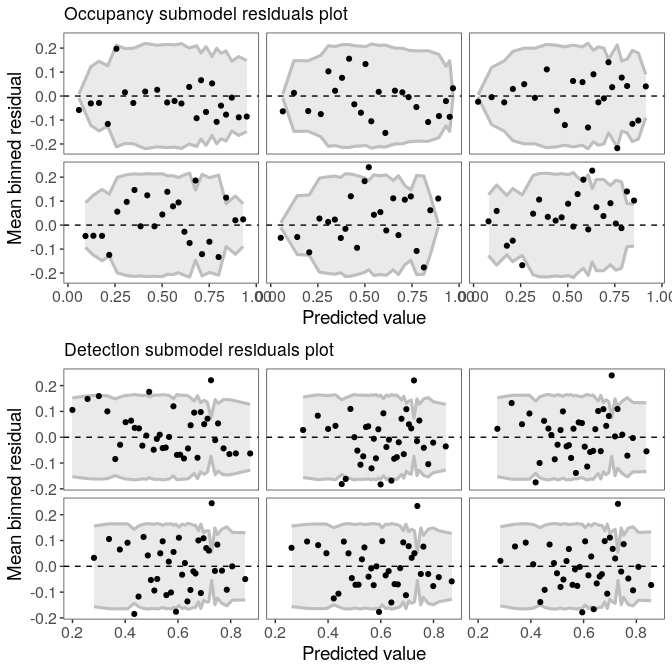 Occupancy submodel residuals plot
Mean binned residual
0.2
0.1
0.0
-0.1
-0.2
0.2
0.1
0.0
-0.1
-0.2
0.00 0.25 0.50 0.75 1.00 0.00 0.25 0.50 0.75 1.00 0.00 0.25 0.50 0.75 1.00
Predicted value
Detection submodel residuals plot
Mean binned residual
0.2
0.1
0.0
-0.1
-0.2
0.2
0.1
0.0
-0.1
-0.2
0.2 0.4 0.6 0.8 0.2 0.4 0.6 0.8 0.2 0.4 0.6 0.8
Predicted value